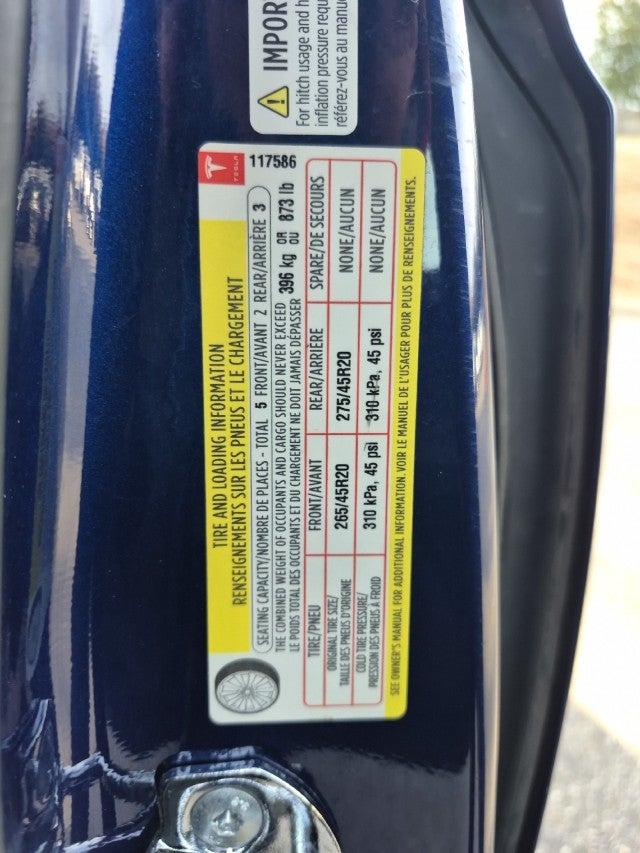 ⚠ IMPOR
For hitch usage and h
inflation pressure requ
référez-vous au manu
TESLA
117586
TIRE AND LOADING INFORMATION
RENSEIGNEMENTS SUR LES PNEUS ET LE CHARGEMENT
SEATING CAPACITY/NOMBRE DE PLACES - TOTAL 5 FRONT/AVANT 2 REAR/ARRIÈRE 3
THE COMBINED WEIGHT OF OCCUPANTS AND CARGO SHOULD NEVER EXCEED 396 kg OR 873 lb
LE POIDS TOTAL DES OCCUPANTS ET DU CHARGEMENT NE DOIT JAMAIS DÉPASSER OU
TIRE/PNEU FRONT/AVANT REAR/ARRIÈRE SPARE/DE SECOURS
ORIGINAL TIRE SIZE/ 265/45R20 275/45R20 NONE/AUCUN
TAILLE DES PNEUS D'ORIGINE
COLD TIRE PRESSURE/ 310 kPa, 45 psi 310 kPa, 45 psi NONE/AUCUN
PRESSION DES PNEUS À FROID
SEE OWNER'S MANUAL FOR ADDITIONAL INFORMATION. VOIR LE MANUEL DE L'USAGER POUR PLUS DE RENSEIGNEMENTS.